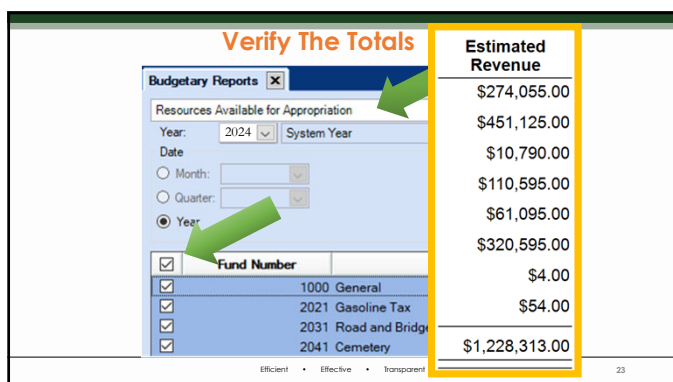 Verify The Totals
Budgetary Reports
Resources Available for Appropriation
Year: 2024 System Year
Date
Month:
Quarter:
Year
Fund Number
1000 General
2021 Gasoline Tax
2031 Road and Bridge
2041 Cemetery
Estimated
Revenue
$274,055.00
$451,125.00
$10,790.00
$110,595.00
$61,095.00
$320,595.00
$4.00
$54.00
$1,228,313.00
Efficient • Effective • Transparent
23